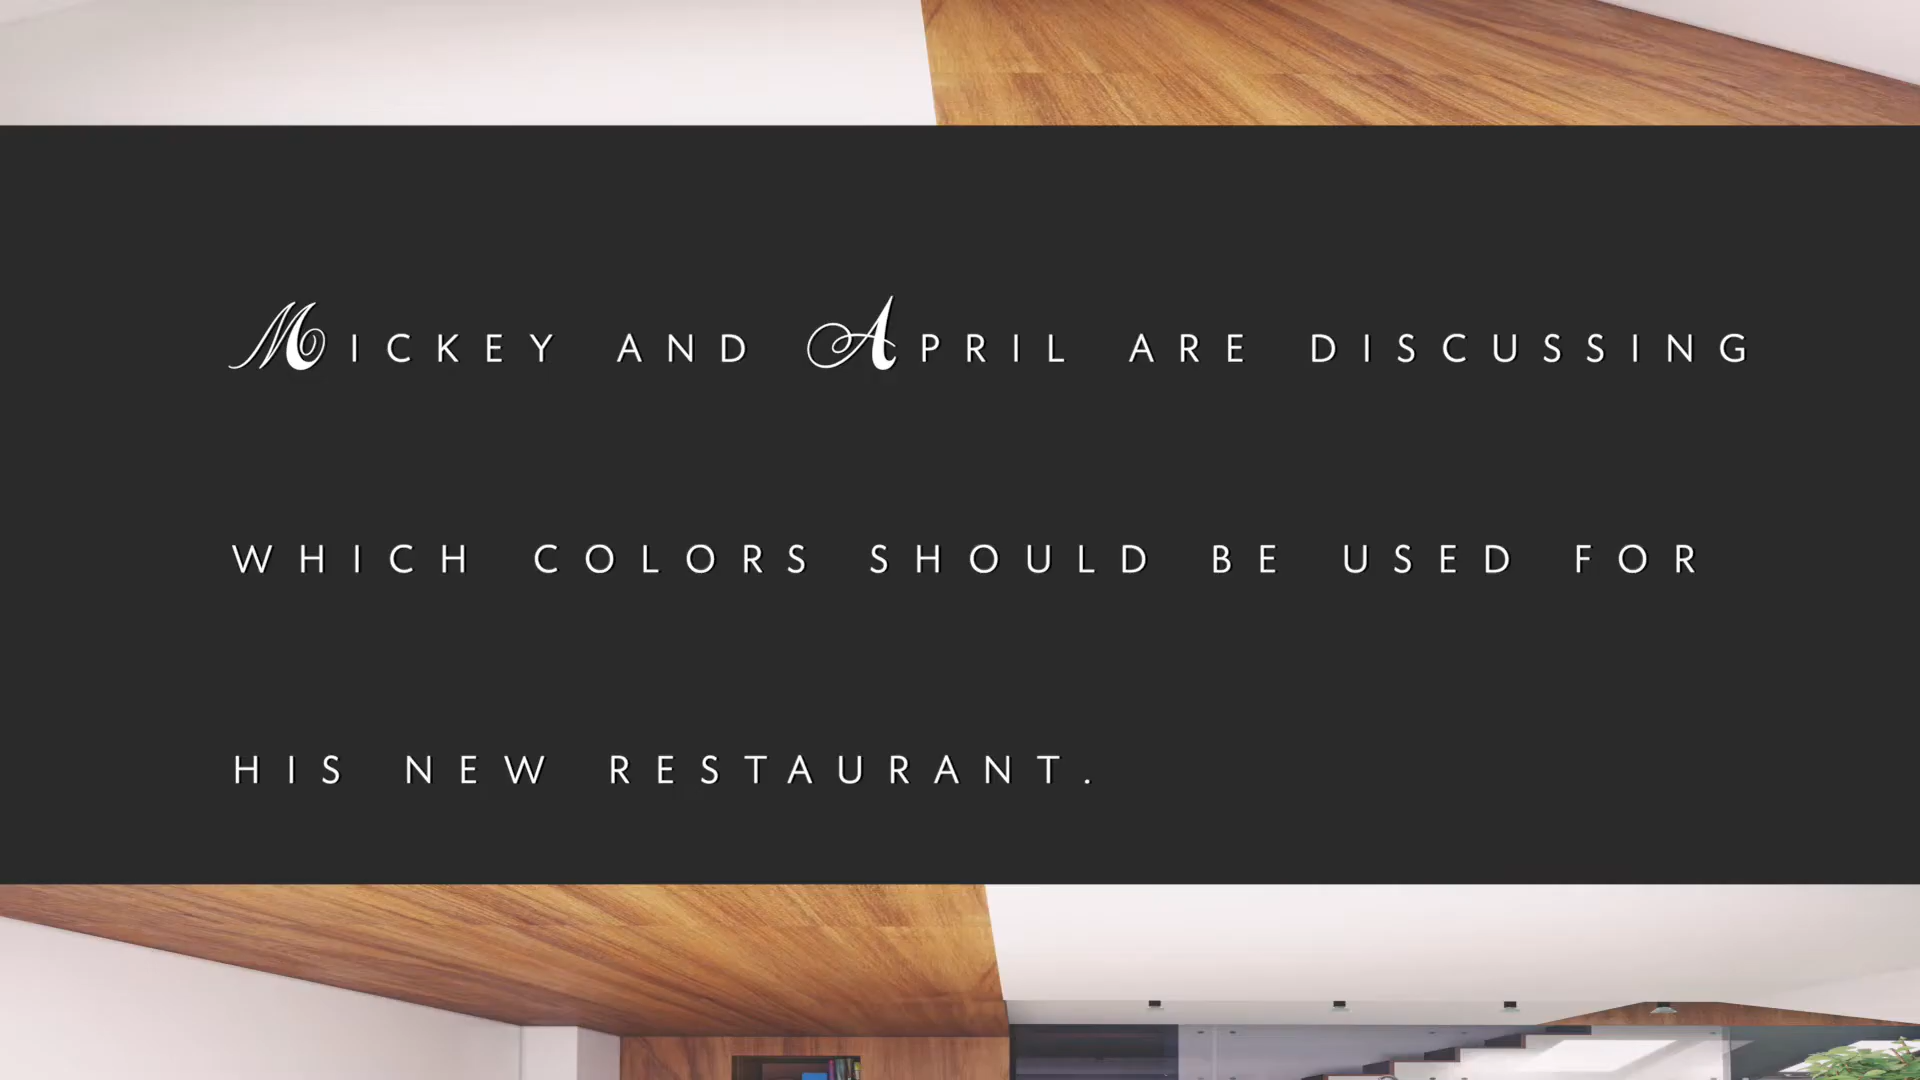 MICKEY AND APRIL ARE DISCUSSING
WHICH COLORS SHOULD BE USED FOR
HIS NEW RESTAURANT.